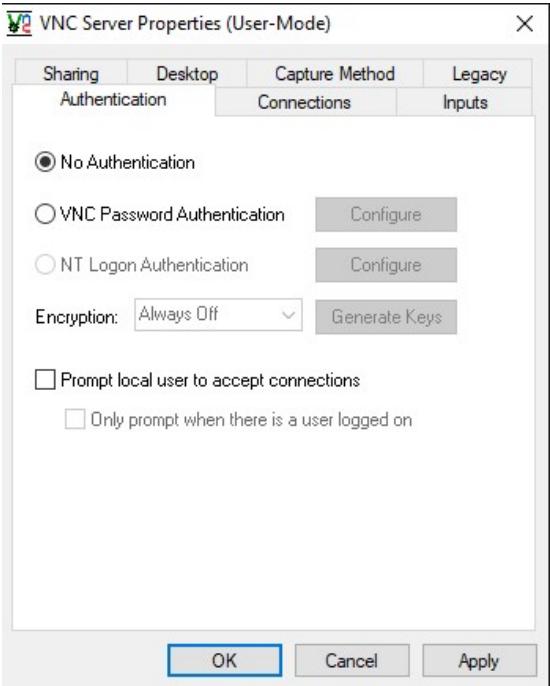 VNC Server Properties (User-Mode)
Sharing Desktop Capture Method Legacy
Authentication Connections Inputs
No Authentication
VNC Password Authentication Configure
NT Logon Authentication Configure
Encryption: Always Off Generate Keys
Prompt local user to accept connections
Only prompt when there is a user logged on
OK Cancel Apply